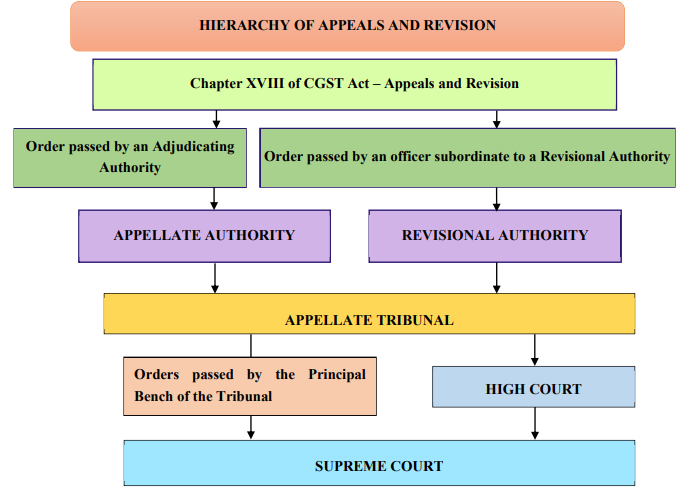 HIERARCHY OF APPEALS AND REVISION
Chapter XVIII of CGST Act – Appeals and Revision
Order passed by an Adjudicating
Authority
Order passed by an officer subordinate to a Revisional Authority
APPELLATE AUTHORITY
REVISIONAL AUTHORITY
APPELLATE TRIBUNAL
Orders passed by the Principal
Bench of the Tribunal
HIGH COURT
SUPREME COURT